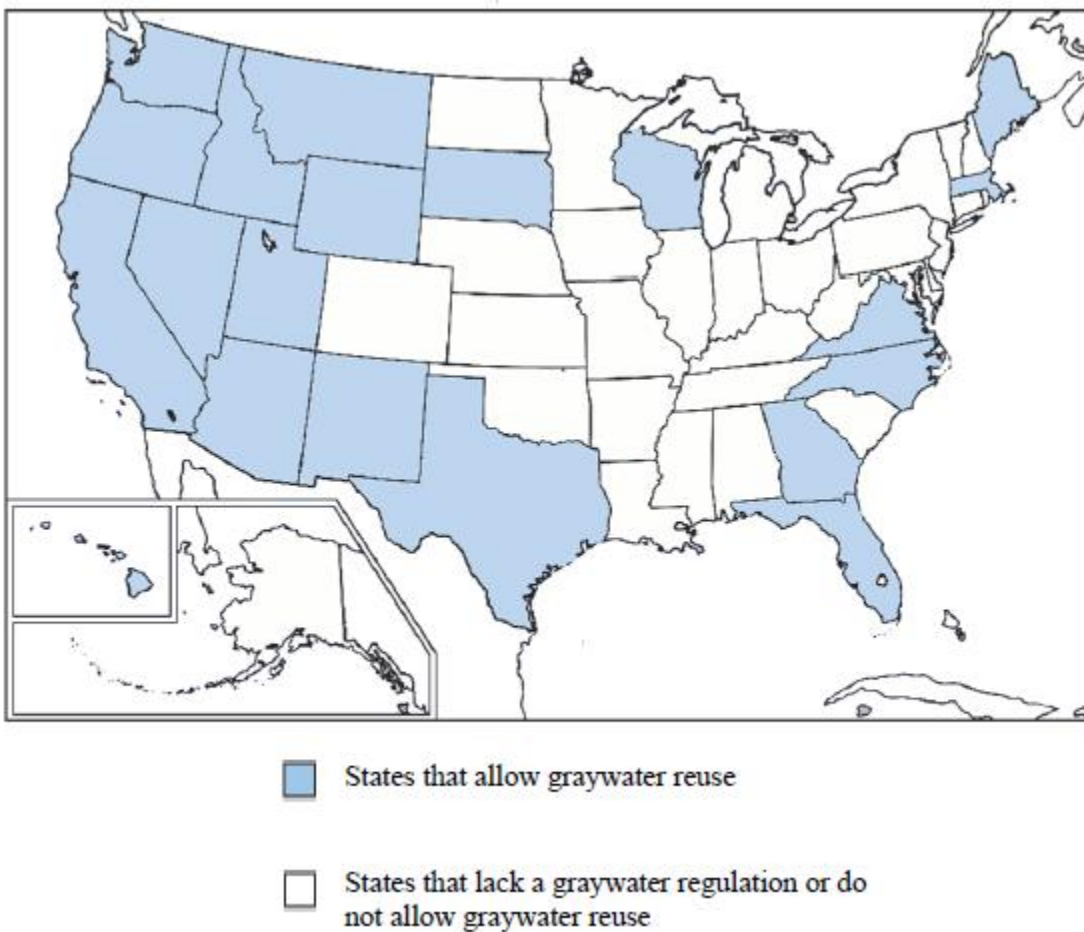 States that allow graywater reuse
States that lack a graywater regulation or do
not allow graywater reuse